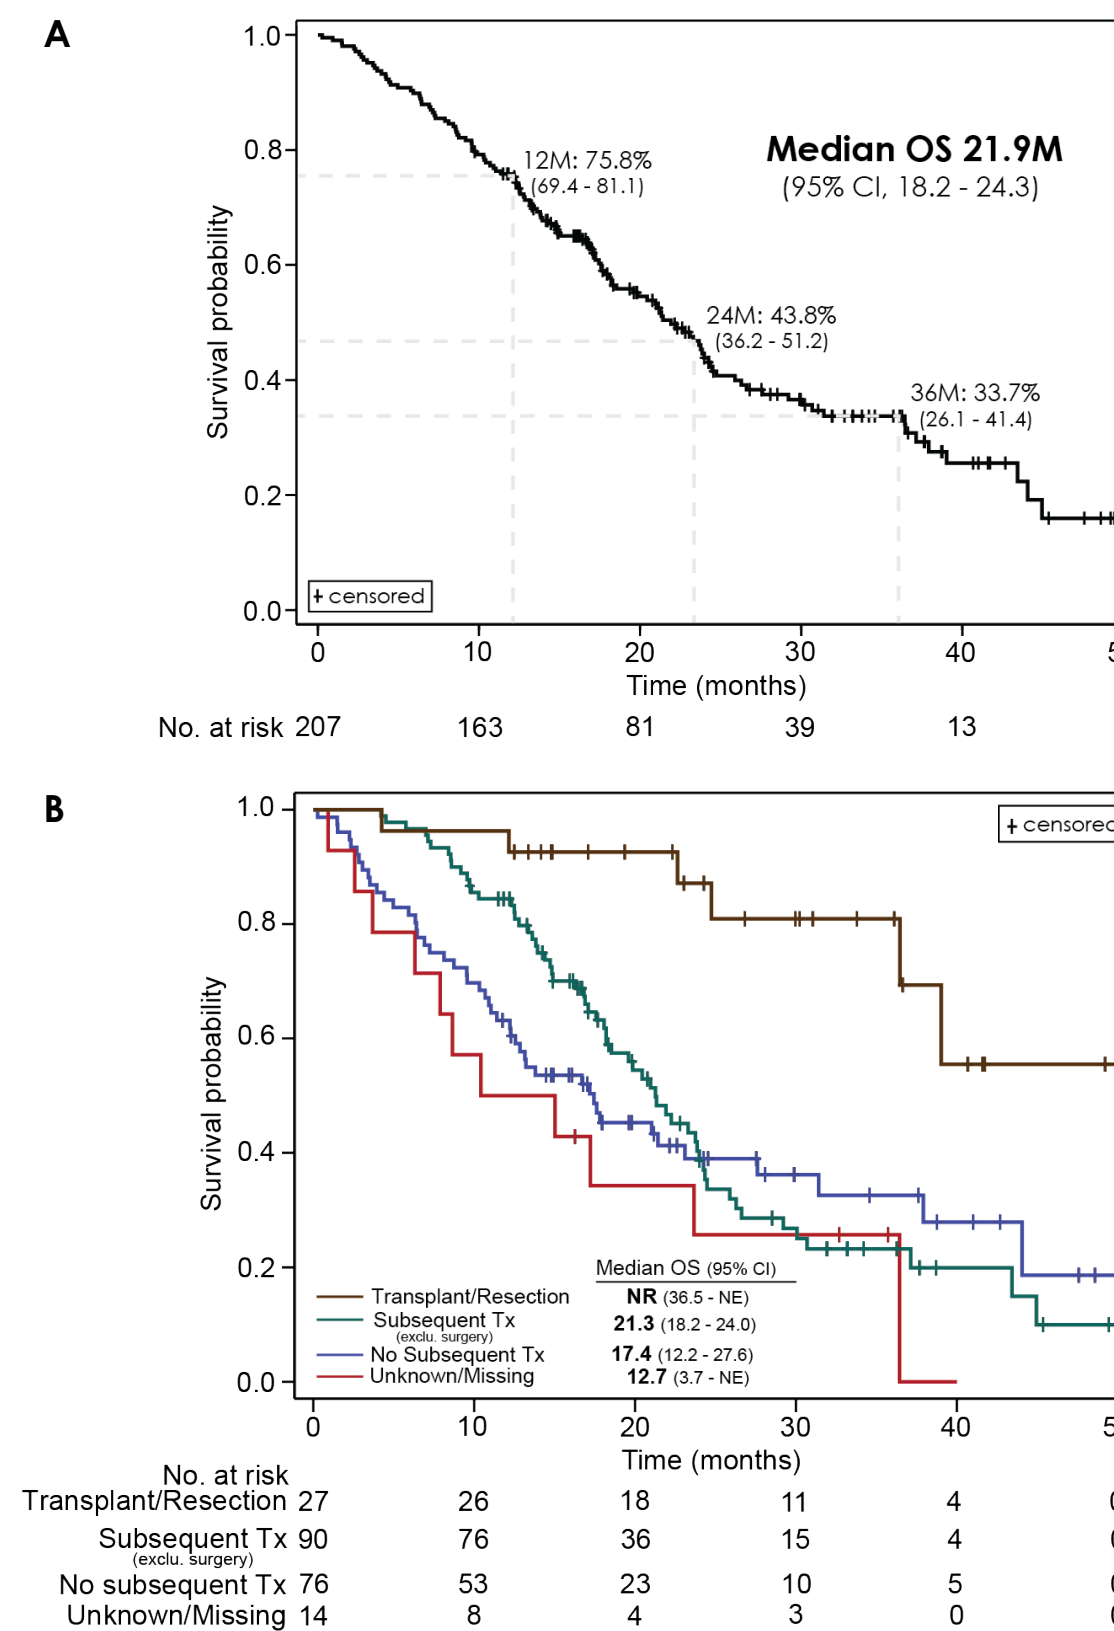 A
1.0
0.8
0.6
0.4
0.2
0.0
Survival probability
12M: 75.8%
(69.4 - 81.1)
Median OS 21.9M
(95% CI, 18.2 - 24.3)
24M: 43.8%
(36.2 - 51.2)
36M: 33.7%
(26.1 - 41.4)
+ censored
0 10 20 30 40 5
Time (months)
No. at risk 207 163 81 39 13
B
1.0
0.8
0.6
0.4
0.2
0.0
Survival probability
+ censored
Median OS (95% CI)
Transplant/Resection NR (36.5 - NE)
Subsequent Tx 21.3 (18.2 - 24.0)
(exclu. surgery)
No Subsequent Tx 17.4 (12.2 - 27.6)
Unknown/Missing 12.7 (3.7 - NE)
0 10 20 30 40 5
Time (months)
No. at risk
Transplant/Resection 27 26 18 11 4
Subsequent Tx 90 76 36 15 4
(exclu. surgery)
No subsequent Tx 76 53 23 10 5
Unknown/Missing 14 8 4 3 0